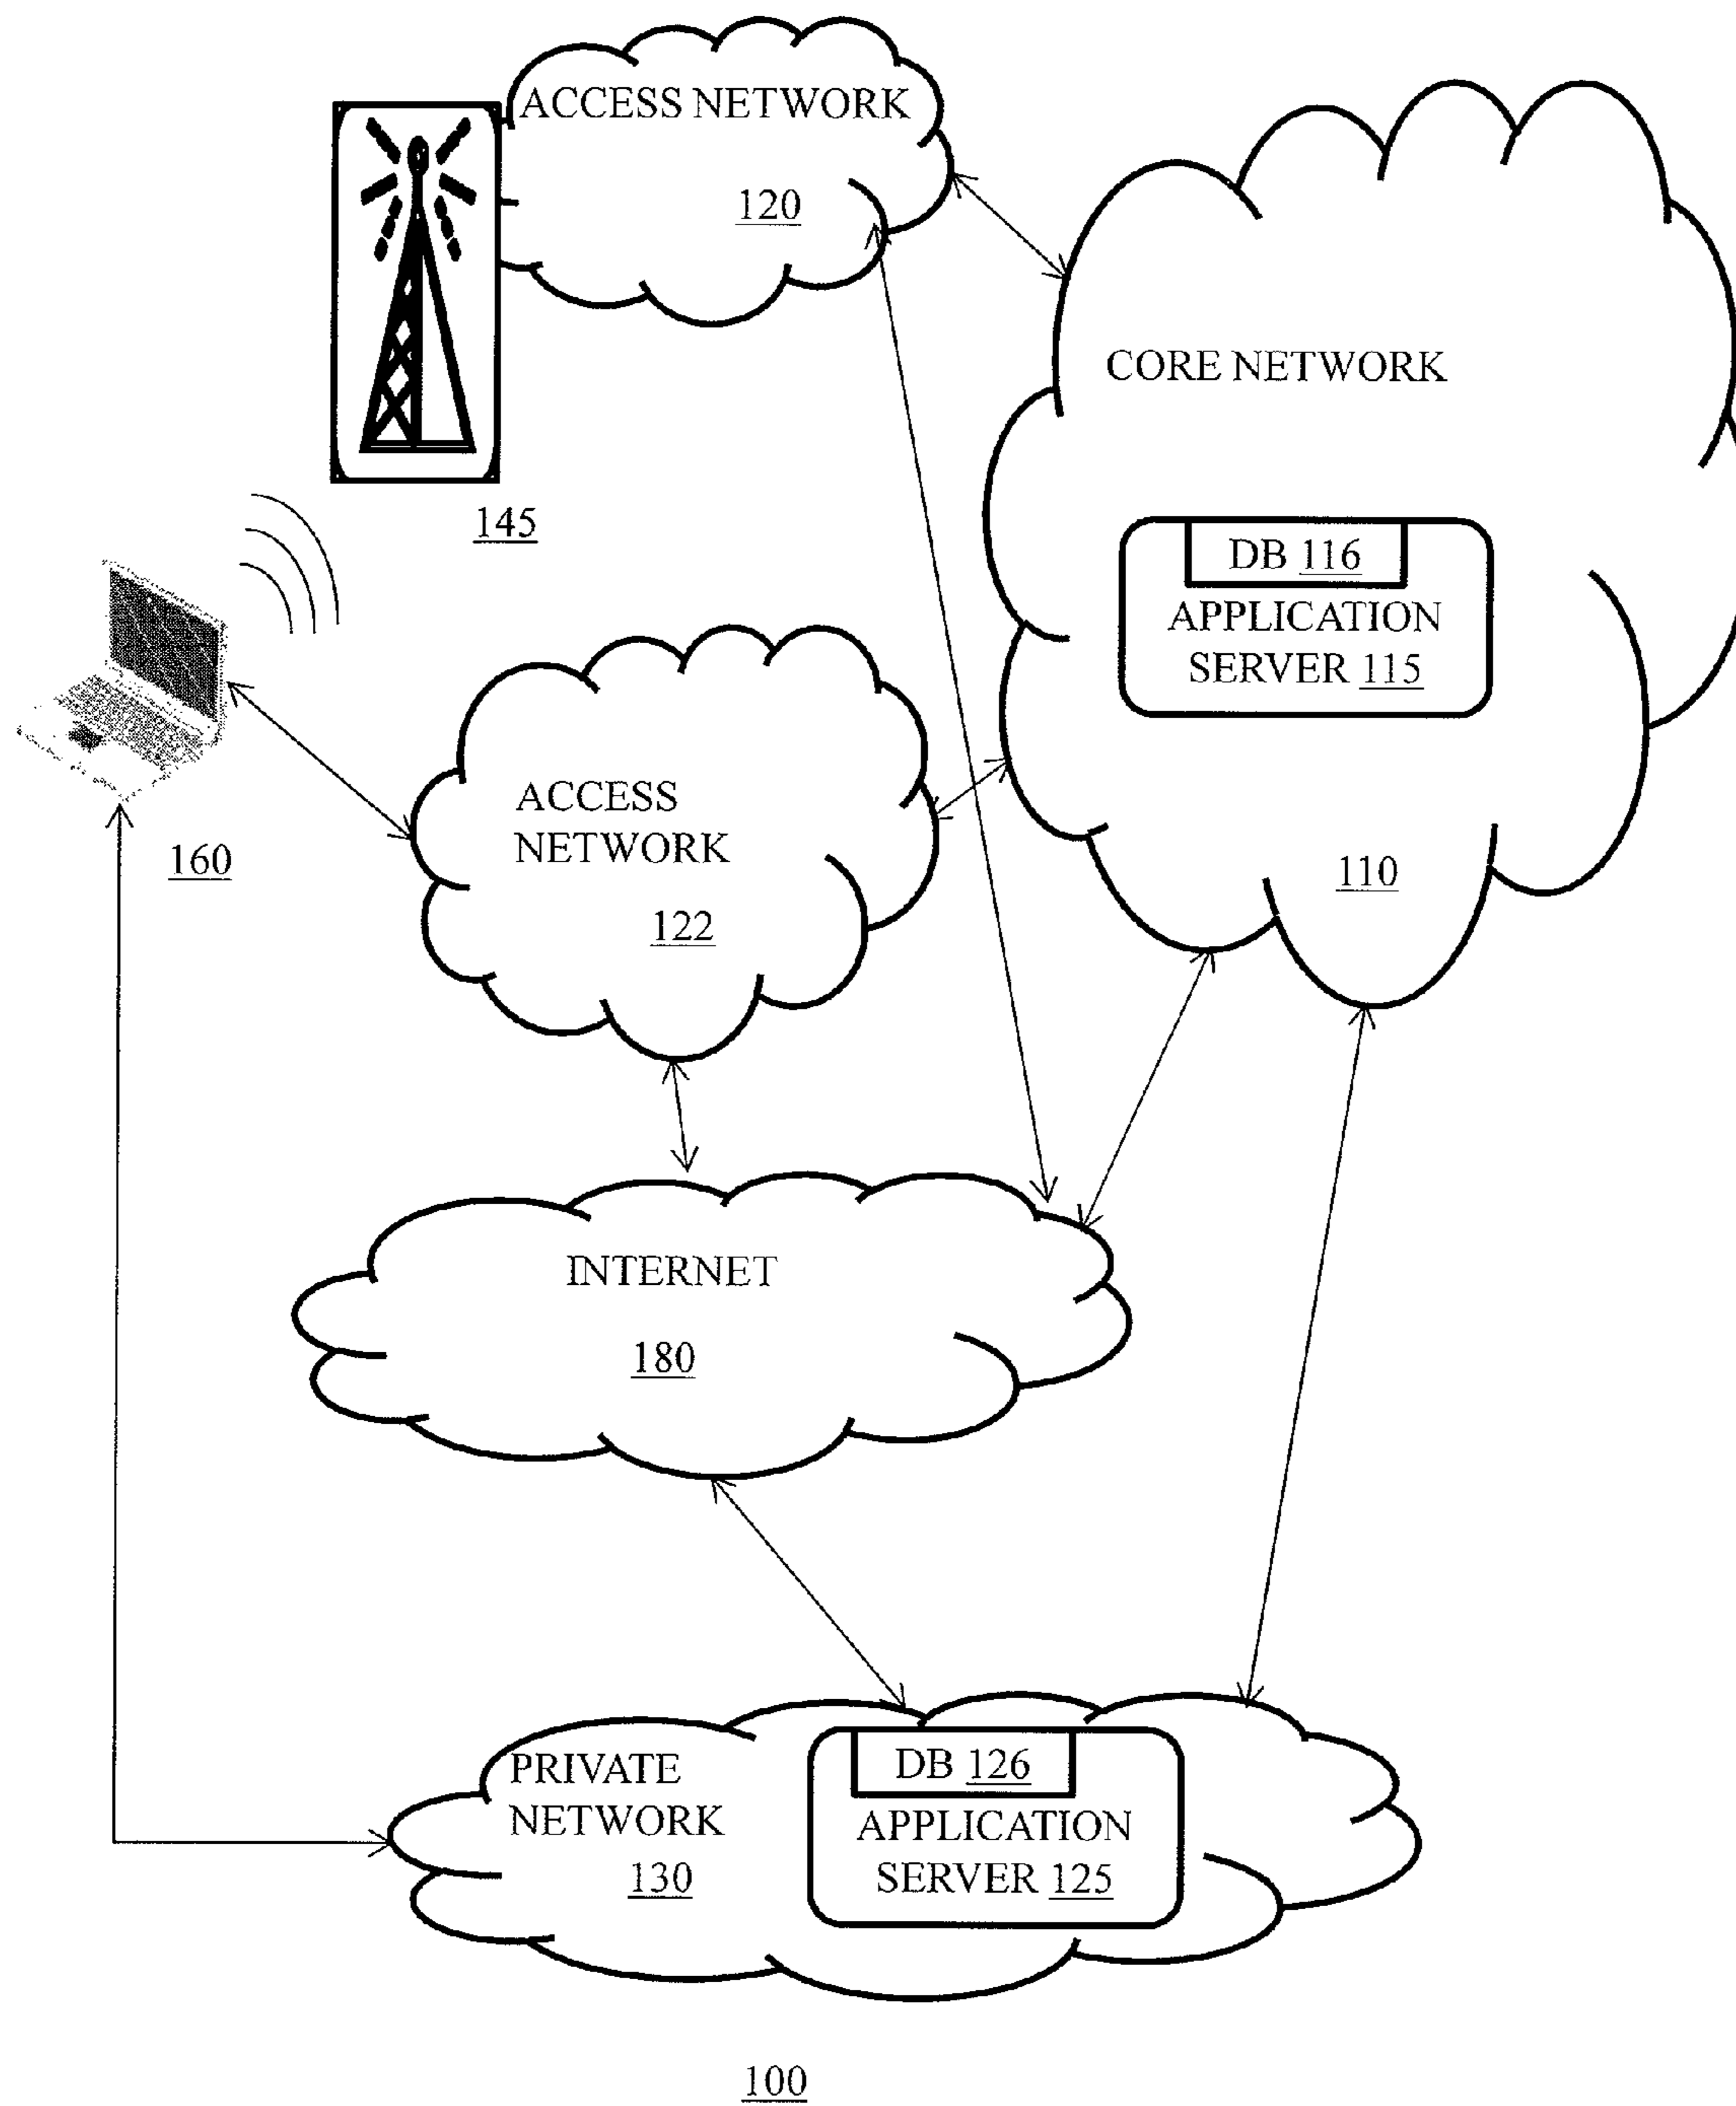 ACCESS NETWORK
120
145
CORE NETWORK
DB 116
APPLICATION
SERVER 115
110
160
ACCESS
NETWORK
122
INTERNET
180
PRIVATE
NETWORK
130
DB 126
APPLICATION
SERVER 125
100